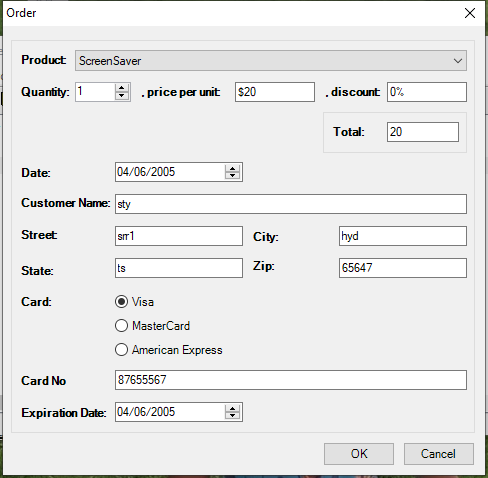 Order
Product: ScreenSaver
Quantity: 1 , price per unit: $20 , discount: 0%
Total: 20
Date: 04/06/2005
Customer Name: sty
Street: srr1 City: hyd
State: ts Zip: 65647
Card: Visa
MasterCard
American Express
Card No 87655567
Expiration Date: 04/06/2005
OK Cancel